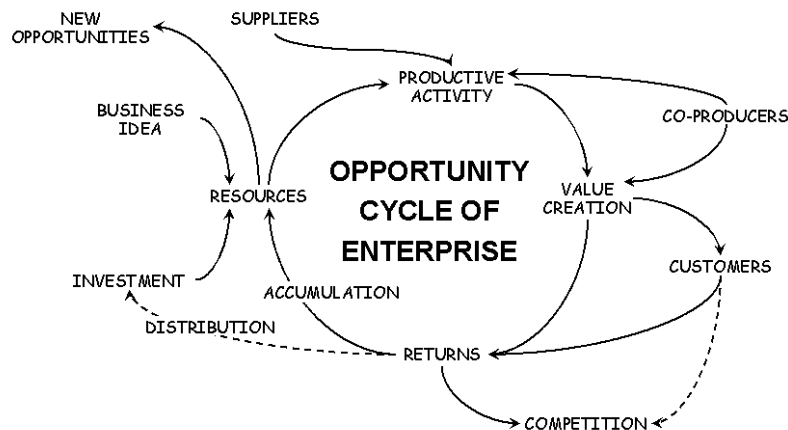 NEW
OPPORTUNITIES
SUPPLIERS
PRODUCTIVE
ACTIVITY
BUSINESS
IDEA
CO-PRODUCERS
OPPORTUNITY
CYCLE OF
ENTERPRISE
RESOURCES
VALUE
CREATION
CUSTOMERS
INVESTMENT
ACCUMULATION
DISTRIBUTION
RETURNS
COMPETITION